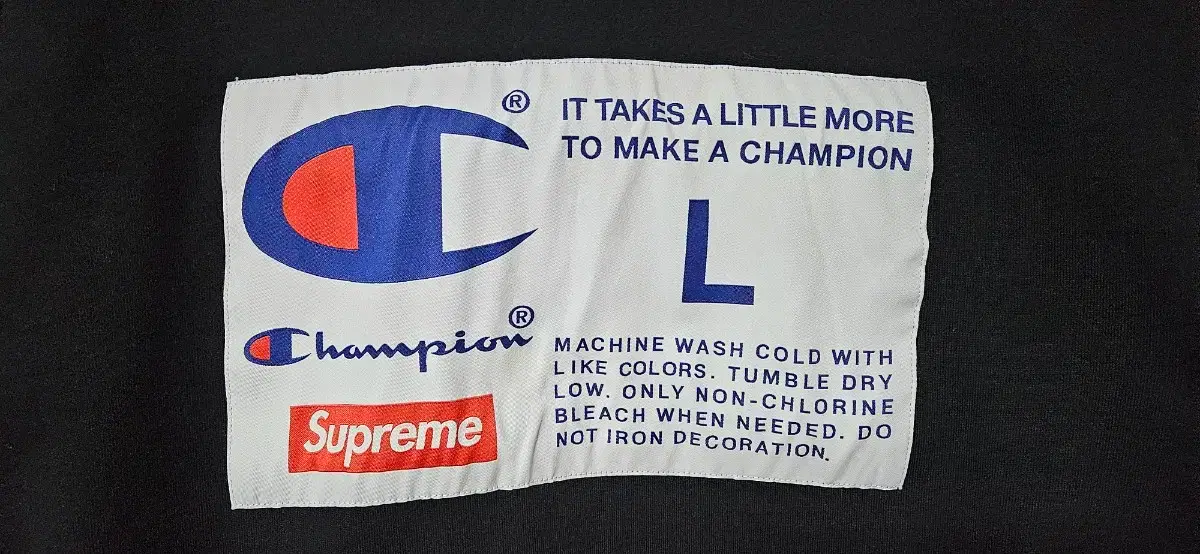 ®
IT TAKES A LITTLE MORE
TO MAKE A CHAMPION
L
Champion®
Supreme
MACHINE WASH COLD WITH
LIKE COLORS. TUMBLE DRY
LOW. ONLY NON-CHLORINE
BLEACH WHEN NEEDED. DO
NOT IRON DECORATION.